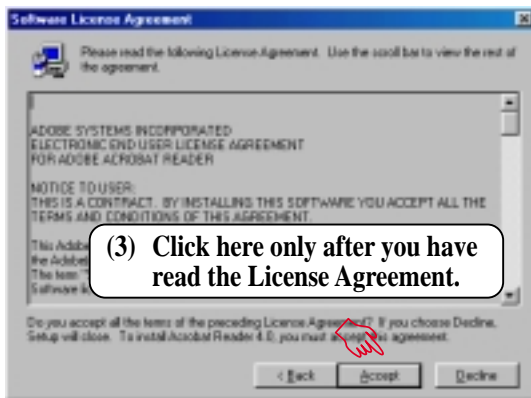 Software License Agreement
Please read the following License Agreement. Use the scroll bar to view the rest of
the agreement.
ADOBE SYSTEMS INCORPORATED
ELECTRONIC END USER LICENSE AGREEMENT
FOR ADOBE ACROBAT READER
NOTICE TO USER:
THIS IS A CONTRACT. BY INSTALLING THIS SOFTWARE YOU ACCEPT ALL THE
TERMS AND CONDITIONS OF THIS AGREEMENT.
This Adobe
the Adobe
The term "
Software li
(3) Click here only after you have
read the License Agreement.
Do you accept all the terms of the preceding License Agreement? If you choose Decline,
Setup will close. To install Acrobat Reader 4.0, you must accept this agreement.
< Back Accept Decline